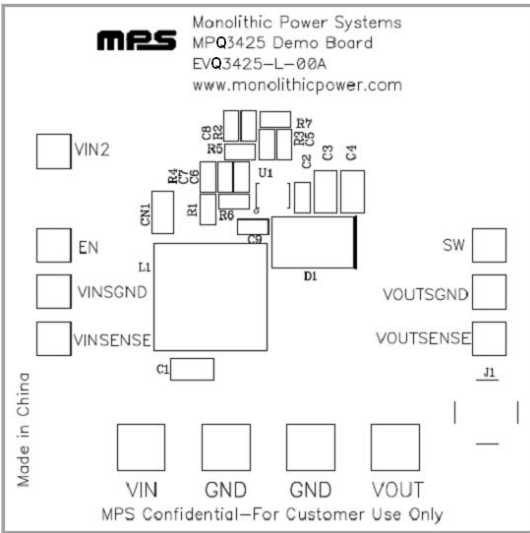 mps
Monolithic Power Systems
MPQ3425 Demo Board
EVQ3425-L-00A
www.monolithicpower.com
C8
R2
R7
R3
C5
R5
VIN2
R4
C7
C6
U1
C2
C3
C4
CN1
R1
R6
C9
EN
L1
D1
SW
VINSGND
VOUTSGND
VINSENSE
VOUTSENSE
C1
J1
Made in China
VIN GND GND VOUT
MPS Confidential-For Customer Use Only